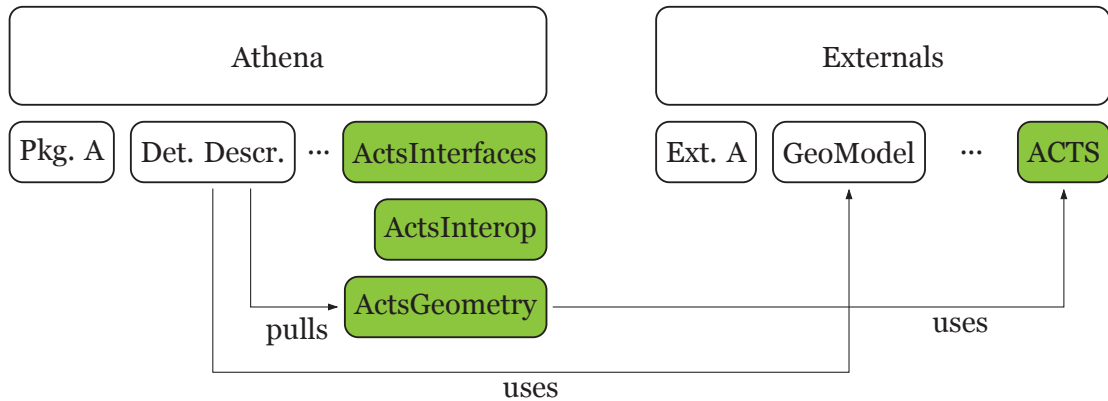 Athena
Externals
Pkg. A
Det. Descr.
...
ActsInterfaces
Ext. A
GeoModel
...
ACTS
ActsInterop
ActsGeometry
pulls
uses
uses